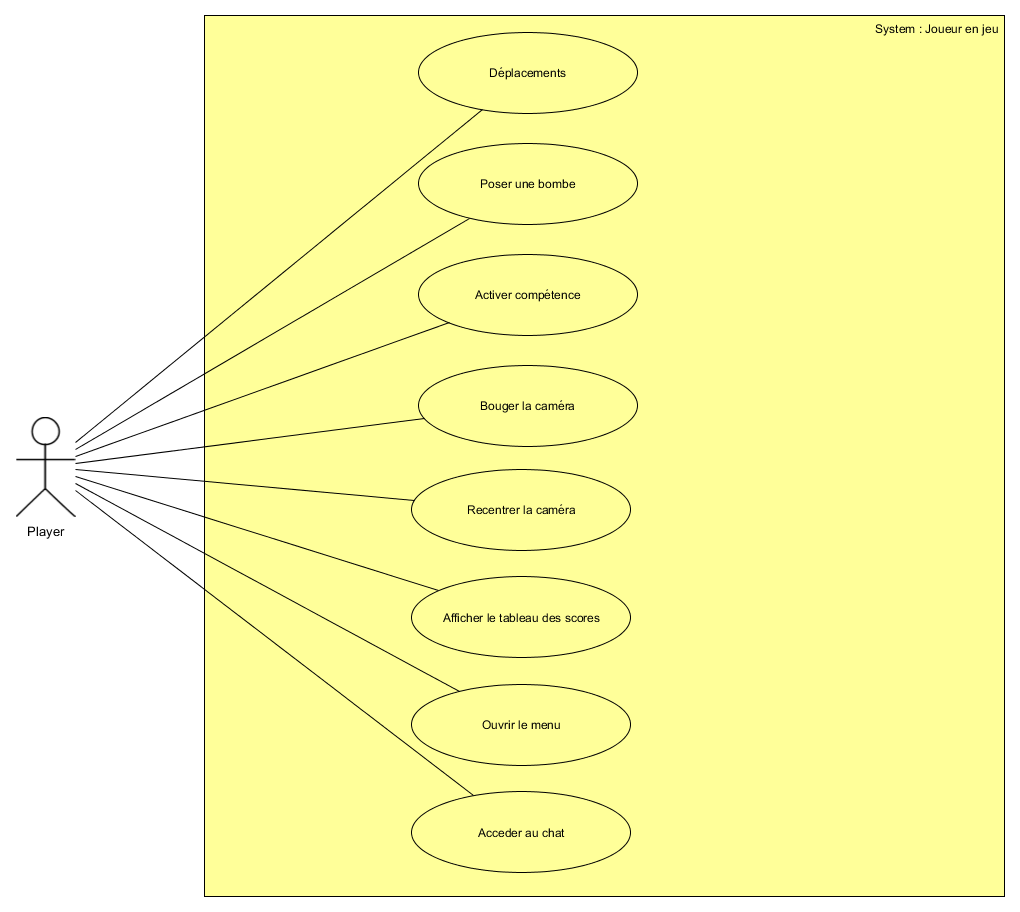 System : Joueur en jeu
Déplacements
Poser une bombe
Activer compétence
Bouger la caméra
Recentrer la caméra
Player
Afficher le tableau des scores
Ouvrir le menu
Acceder au chat